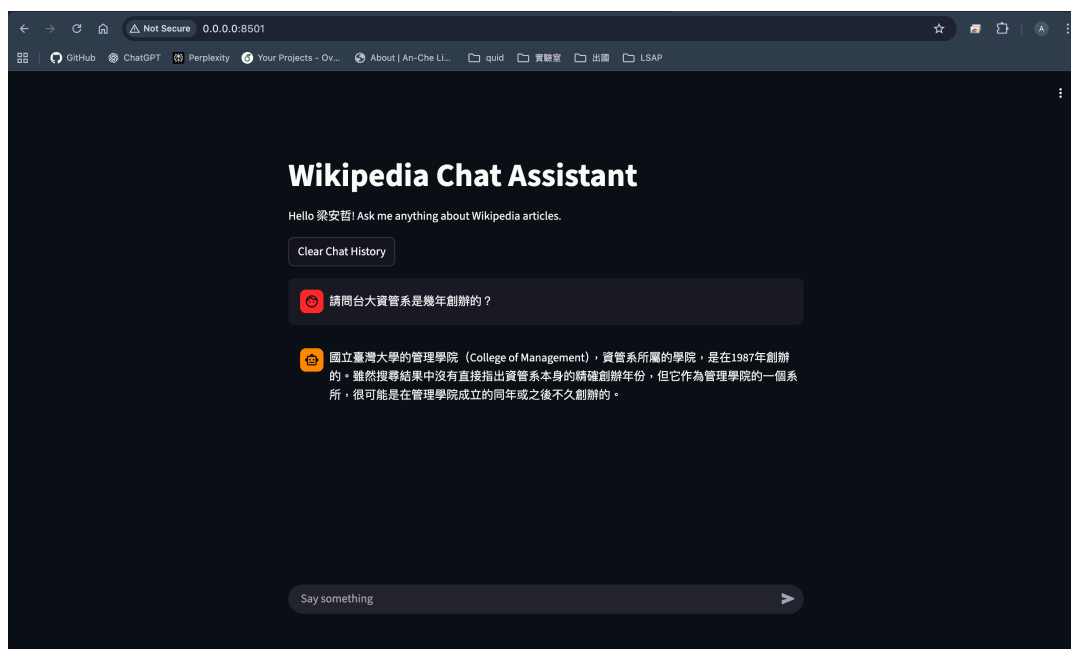 Not Secure 0.0.0.0:8501 A
GitHub ChatGPT Perplexity Your Projects - Ov... About | An-Che Li... quid 實驗室 出國 LSAP
Wikipedia Chat Assistant
Hello 梁安哲! Ask me anything about Wikipedia articles.
Clear Chat History
請問台大資管系是幾年創辦的？
國立臺灣大學的管理學院（College of Management），資管系所屬的學院，是在1987年創辦
的。雖然搜尋結果中沒有直接指出資管系本身的精確創辦年份，但它作為管理學院的一個系
所，很可能是在管理學院成立的同年或之後不久創辦的。
Say something